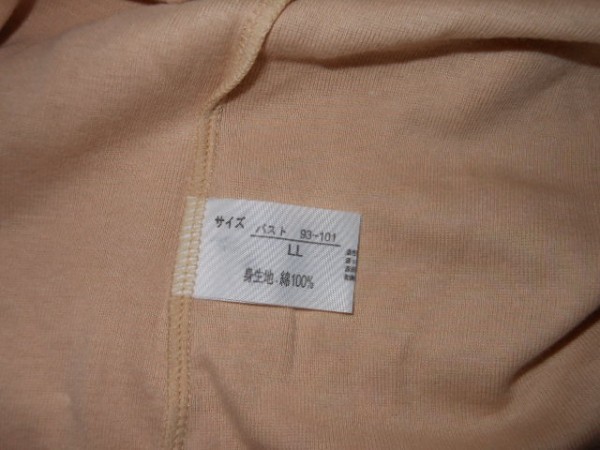 サイズ
バスト 93-101
LL
身生地.綿100%